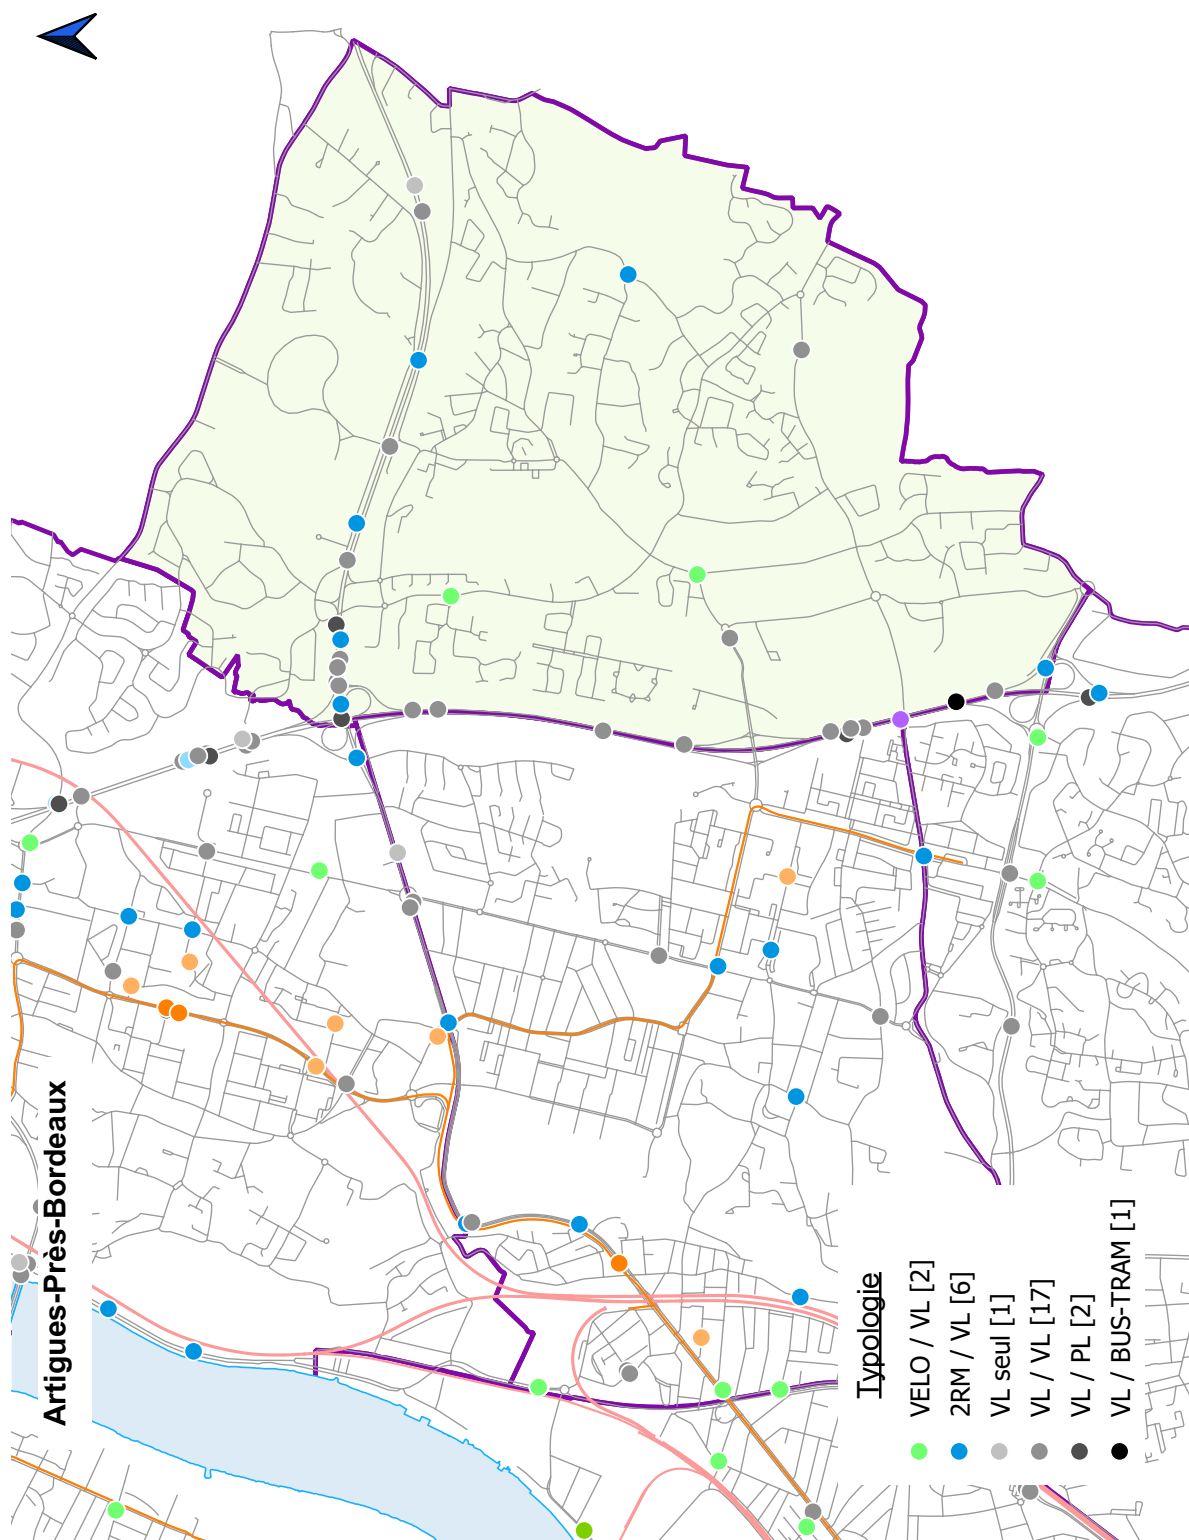 Artigues-Près-Bordeaux
Typologie
VELO / VL [2]
2RM / VL [6]
VL seul [1]
VL / VL [17]
VL / PL [2]
VL / BUS-TRAM [1]